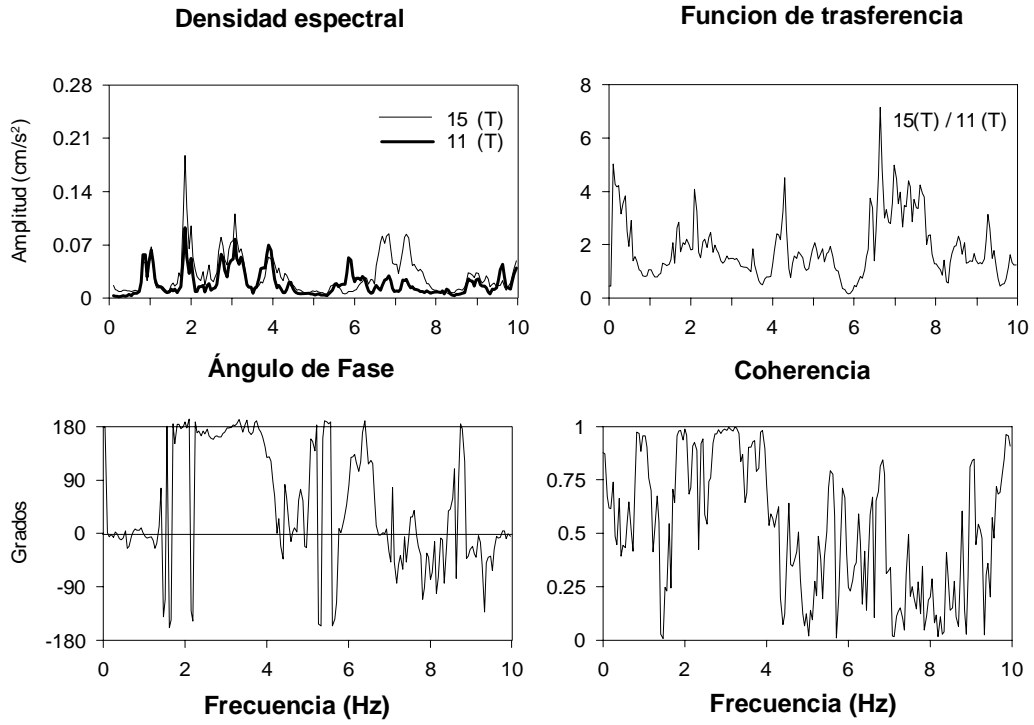 Densidad espectral
Amplitud (cm/s²)
0.28
0.21
0.14
0.07
0
15 (T)
11 (T)
0 2 4 6 8 10
Funcion de trasferencia
8
6
4
2
0
15(T) / 11 (T)
0 2 4 6 8 10
Ángulo de Fase
Grados
180
90
0
-90
-180
0 2 4 6 8 10
Frecuencia (Hz)
Coherencia
1
0.75
0.5
0.25
0
0 2 4 6 8 10
Frecuencia (Hz)